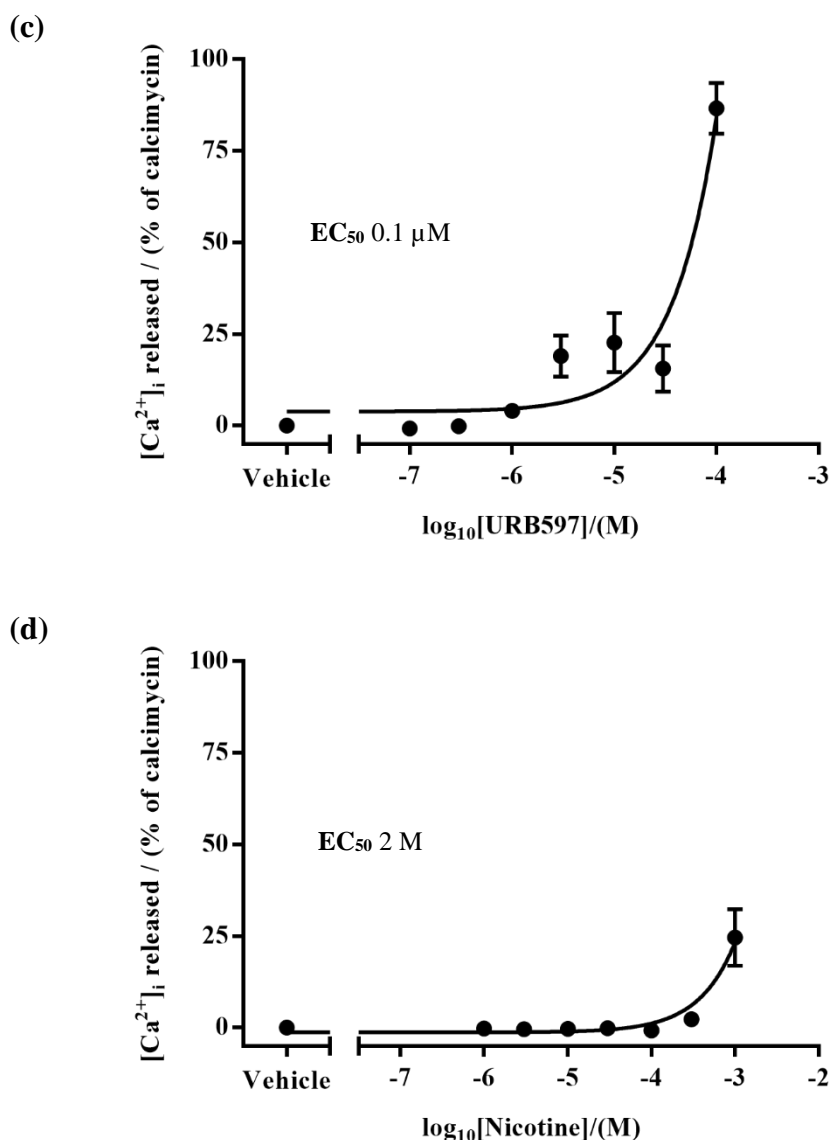 (c)
[Ca²⁺]ᵢ released / (% of calcimycin)
100
75
50
25
0
EC₅₀ 0.1 µM
Vehicle -7 -6 -5 -4 -3
log₁₀[URB597]/(M)
(d)
[Ca²⁺]ᵢ released / (% of calcimycin)
100
75
50
25
0
EC₅₀ 2 M
Vehicle -7 -6 -5 -4 -3 -2
log₁₀[Nicotine]/(M)